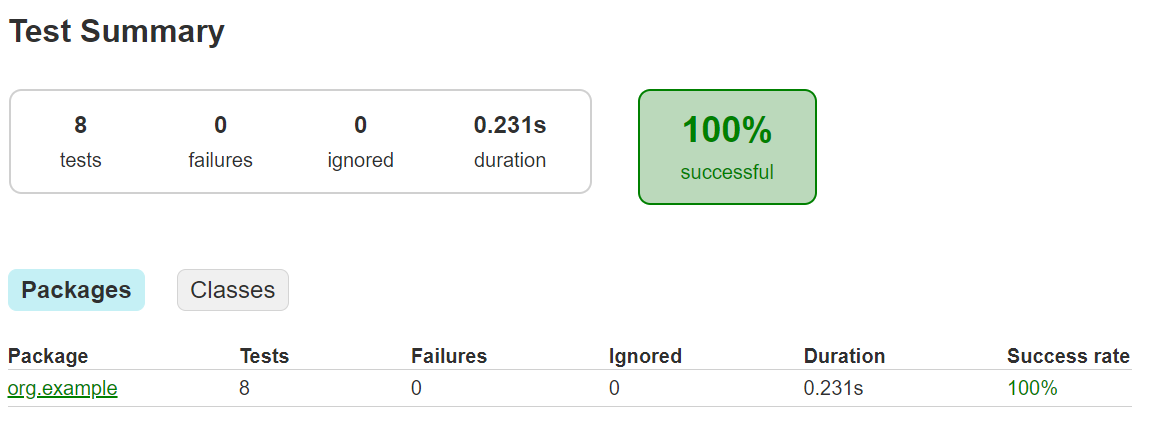 Test Summary
8 0 0 0.231s
tests failures ignored duration
100%
successful
Packages Classes
Package Tests Failures Ignored Duration Success rate
org.example 8 0 0 0.231s 100%